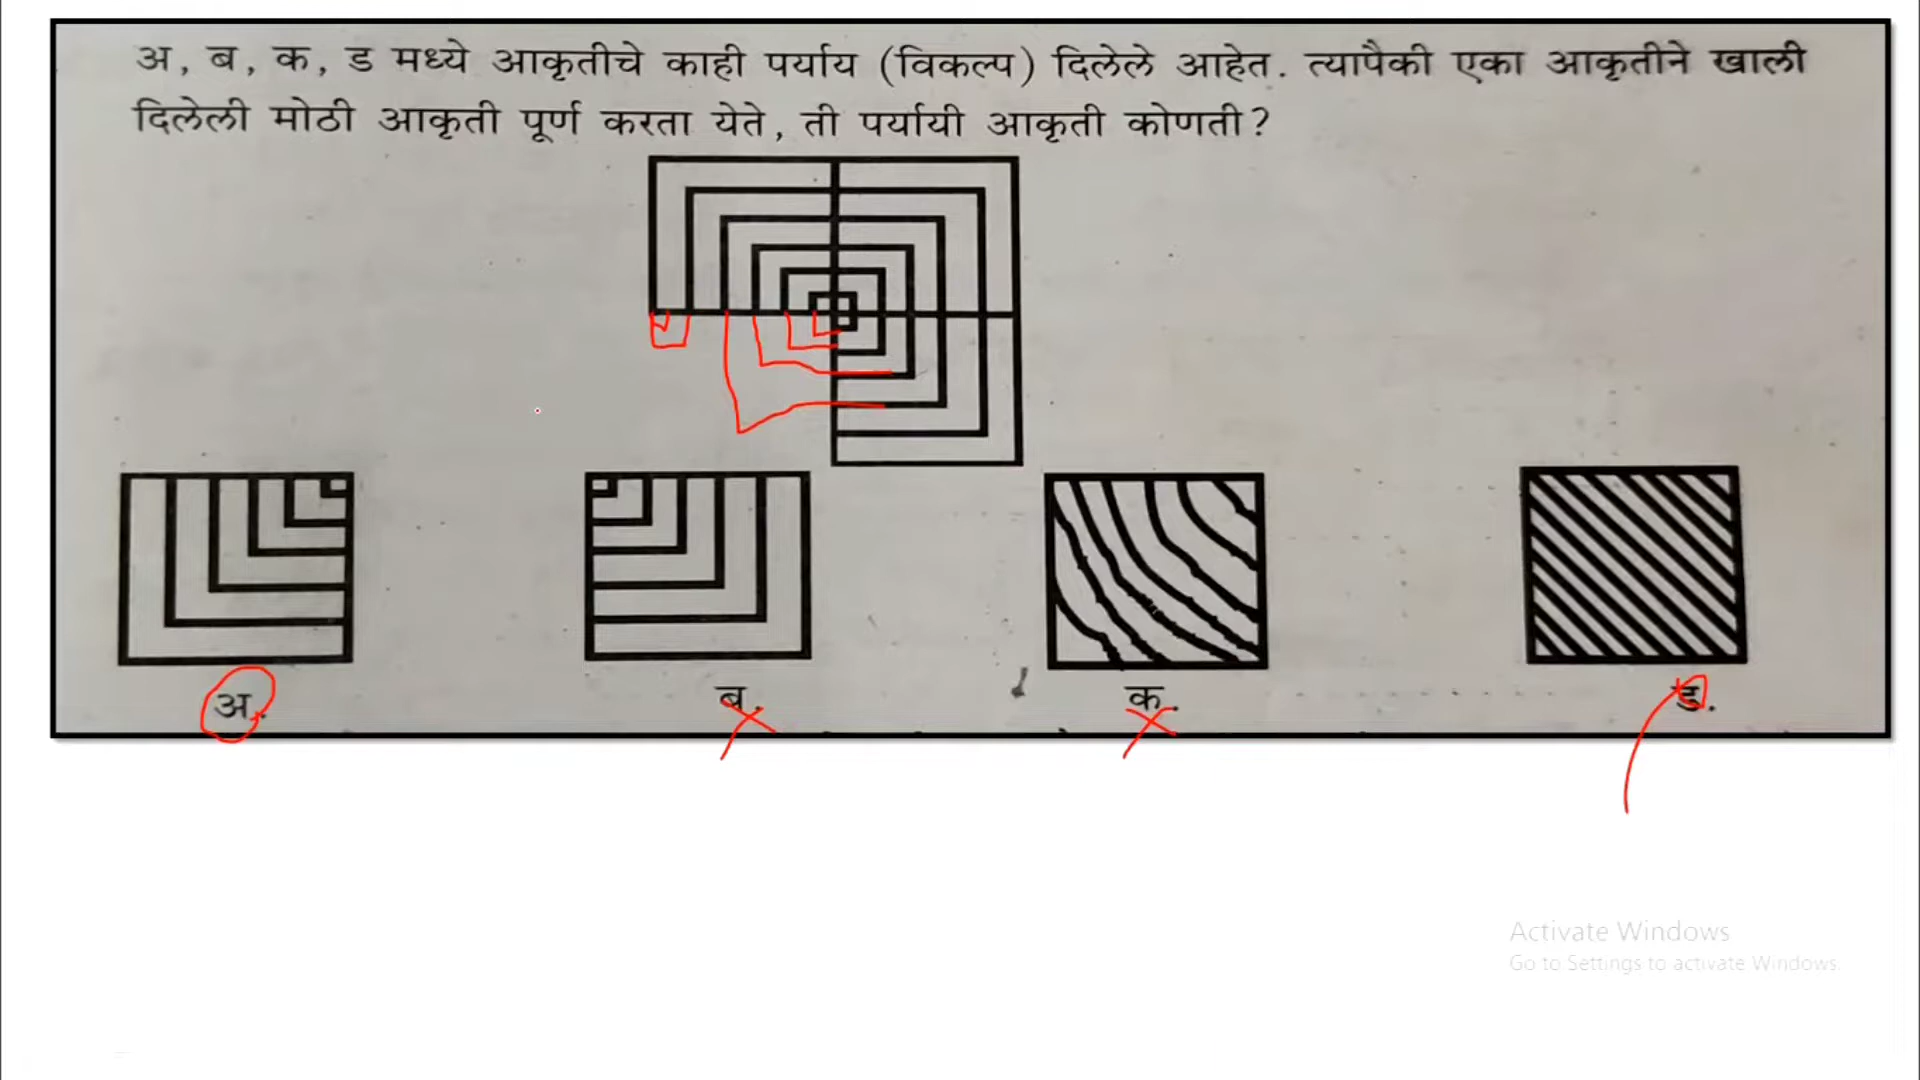 अ, ब, क, ड मध्ये आकृतीचे काही पर्याय (विकल्प) दिलेले आहेत. त्यापैकी एका आकृतीने खाली
दिलेली मोठी आकृती पूर्ण करता येते, ती पर्यायी आकृती कोणती?
अ. ब. क. ड.
Activate Windows
Go to Settings to activate Windows.